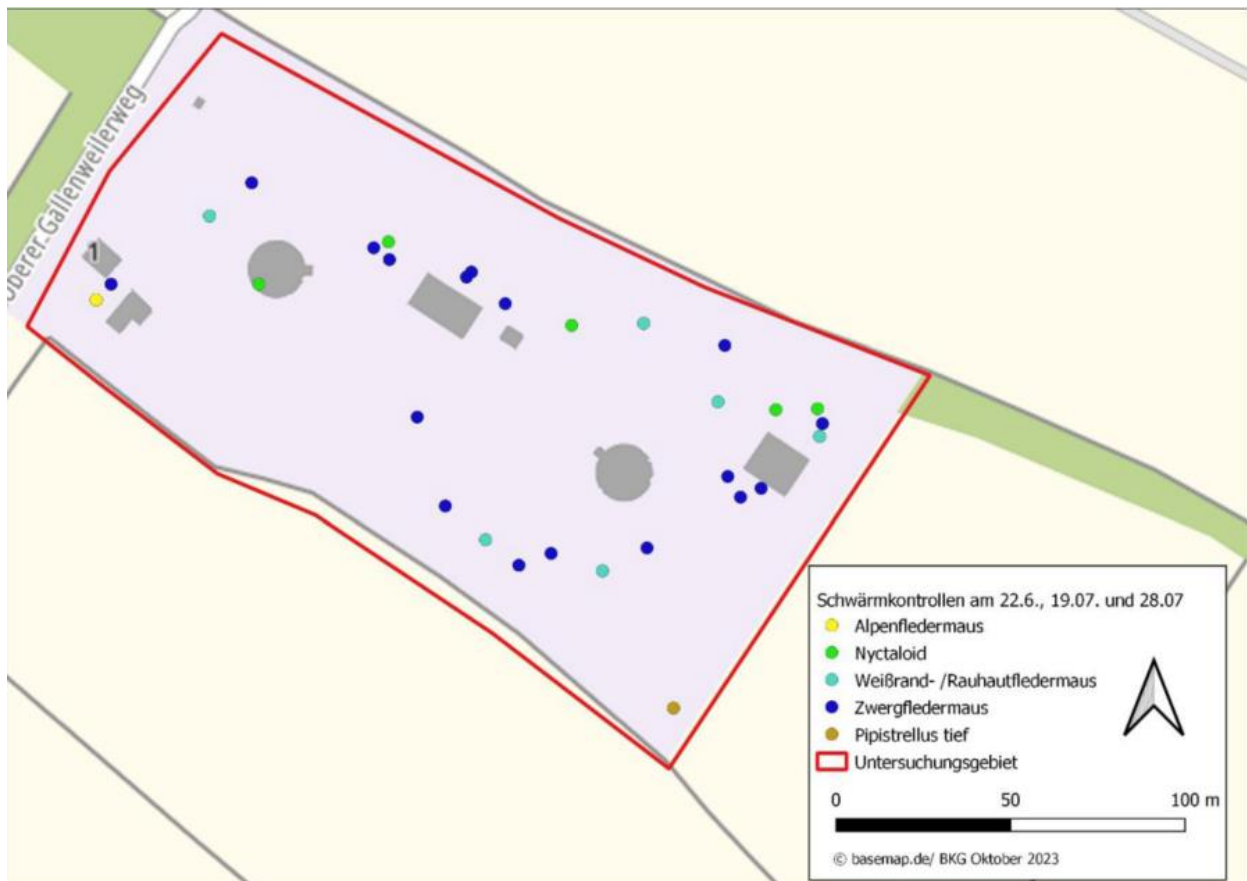 Oberer-Gallenweilerweg
1
Schwärmkontrollen am 22.6., 19.07. und 28.07
Alpenfledermaus
Nyctaloid
Weißrand- /Rauhautfledermaus
Zwergfledermaus
Pipistrellus tief
Untersuchungsgebiet
0 50 100 m
© basemap.de/ BKG Oktober 2023